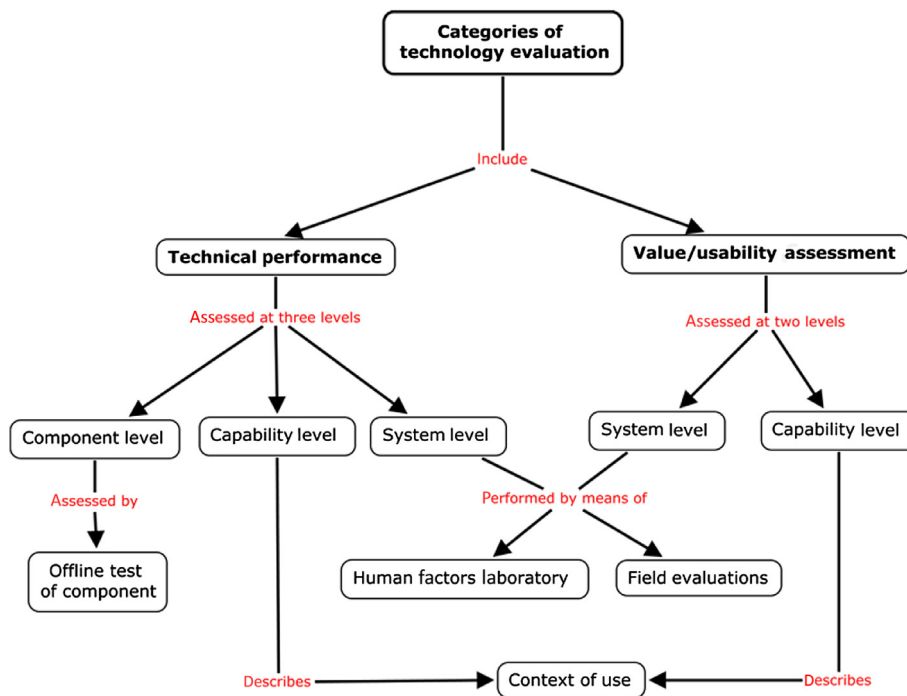 Categories of
technology evaluation
Include
Technical performance
Value/usability assessment
Assessed at three levels
Assessed at two levels
Component level
Capability level
System level
System level
Capability level
Assessed by
Performed by means of
Offline test
of component
Human factors laboratory
Field evaluations
Describes
Context of use
Describes